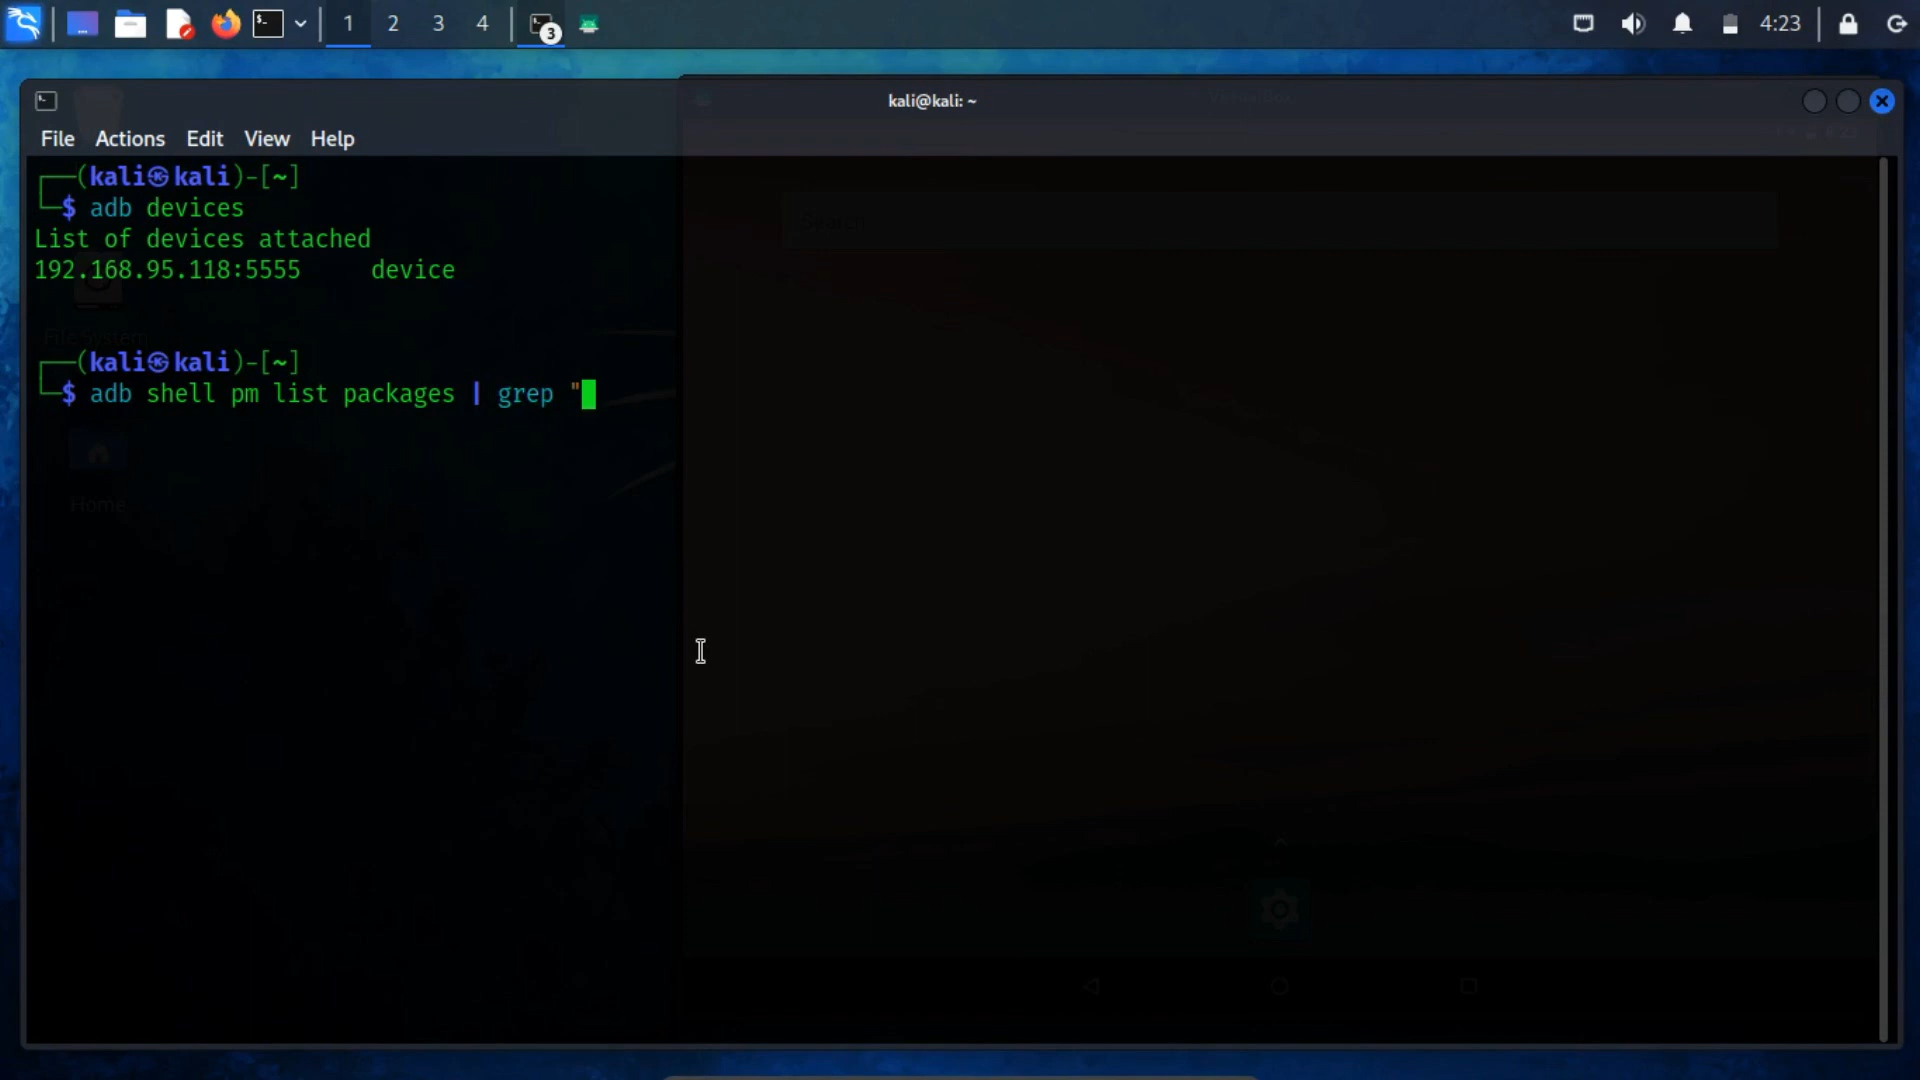 1 2 3 4 3 4:23
kali@kali: ~
File Actions Edit View Help
┌──(kali㉿kali)-[~]
└─$ adb devices
List of devices attached
192.168.95.118:5555 device
File System
┌──(kali㉿kali)-[~]
└─$ adb shell pm list packages | grep "
Home
Search